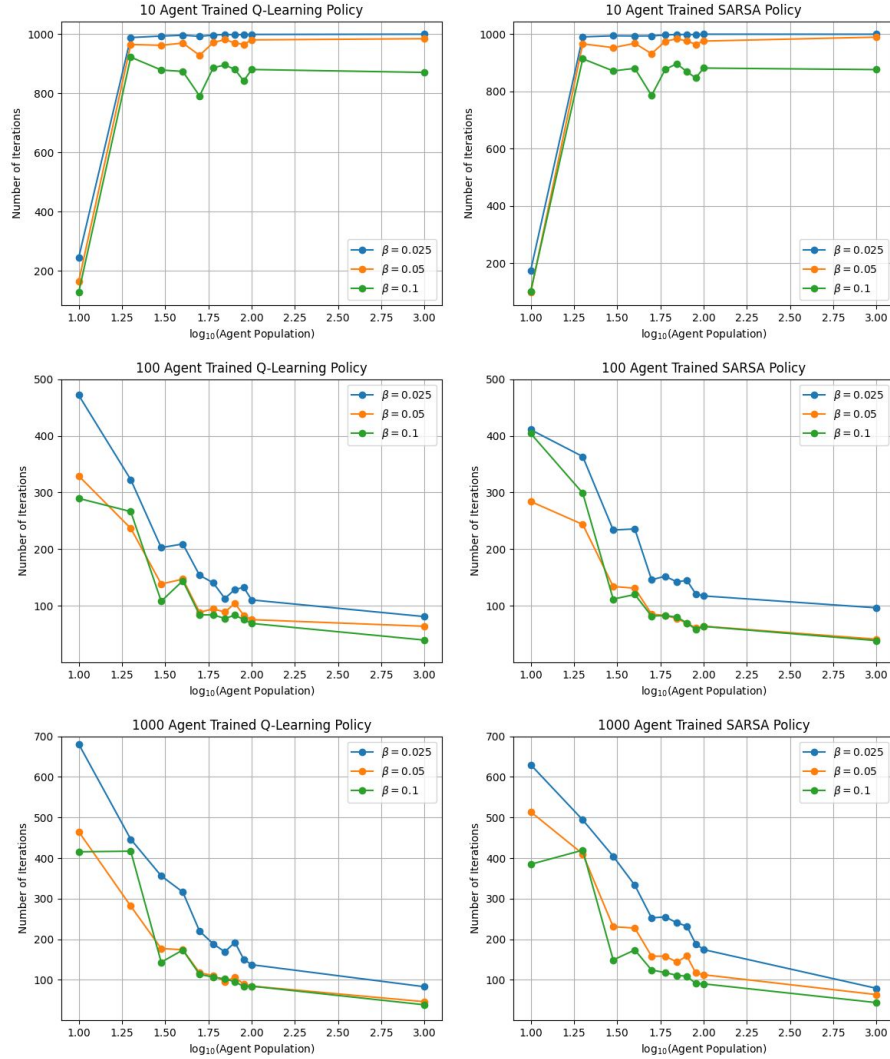 10 Agent Trained Q-Learning Policy
1000
800
600
400
200
Number of Iterations
β = 0.025
β = 0.05
β = 0.1
1.00 1.25 1.50 1.75 2.00 2.25 2.50 2.75 3.00
log₁₀(Agent Population)
10 Agent Trained SARSA Policy
1000
800
600
400
200
Number of Iterations
β = 0.025
β = 0.05
β = 0.1
1.00 1.25 1.50 1.75 2.00 2.25 2.50 2.75 3.00
log₁₀(Agent Population)
100 Agent Trained Q-Learning Policy
500
400
300
200
100
Number of Iterations
β = 0.025
β = 0.05
β = 0.1
1.00 1.25 1.50 1.75 2.00 2.25 2.50 2.75 3.00
log₁₀(Agent Population)
100 Agent Trained SARSA Policy
500
400
300
200
100
Number of Iterations
β = 0.025
β = 0.05
β = 0.1
1.00 1.25 1.50 1.75 2.00 2.25 2.50 2.75 3.00
log₁₀(Agent Population)
1000 Agent Trained Q-Learning Policy
700
600
500
400
300
200
100
0
Number of Iterations
β = 0.025
β = 0.05
β = 0.1
1.00 1.25 1.50 1.75 2.00 2.25 2.50 2.75 3.00
log₁₀(Agent Population)
1000 Agent Trained SARSA Policy
700
600
500
400
300
200
100
0
Number of Iterations
β = 0.025
β = 0.05
β = 0.1
1.00 1.25 1.50 1.75 2.00 2.25 2.50 2.75 3.00
log₁₀(Agent Population)